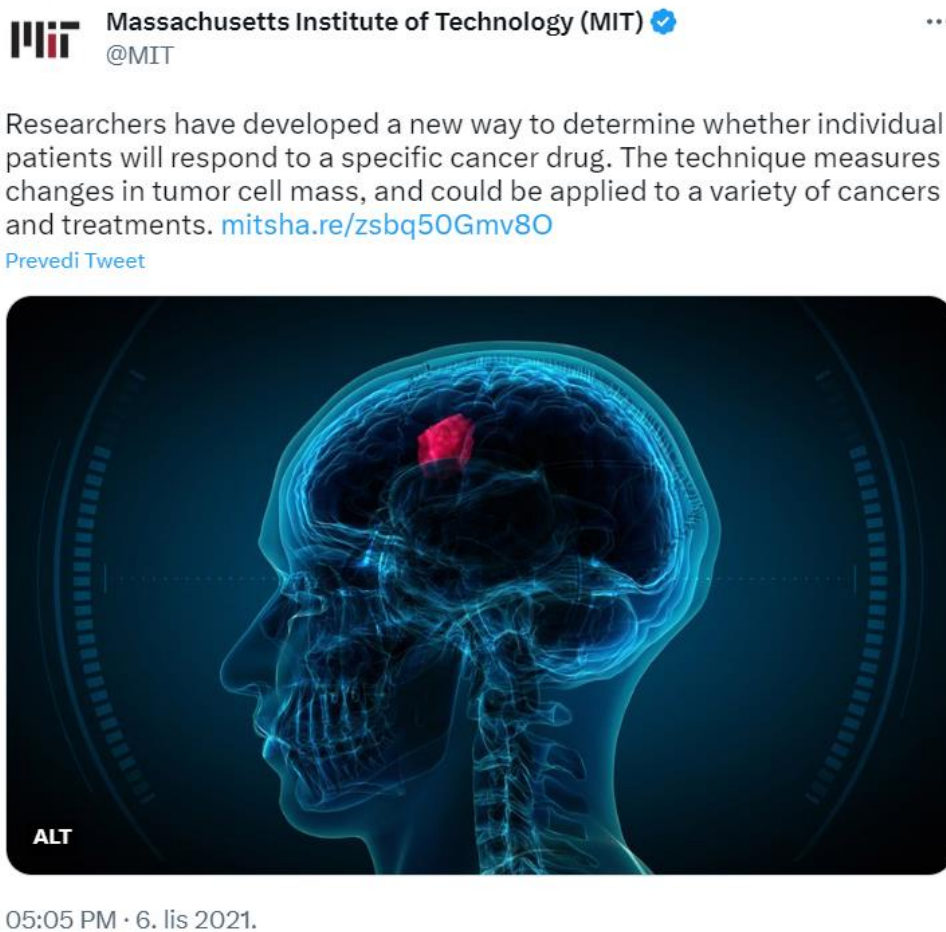 MiT
Massachusetts Institute of Technology (MIT)
@MIT
Researchers have developed a new way to determine whether individual
patients will respond to a specific cancer drug. The technique measures
changes in tumor cell mass, and could be applied to a variety of cancers
and treatments. mitsha.re/zsbq50Gmv8O
Prevedi Tweet
ALT
05:05 PM · 6. lis 2021.